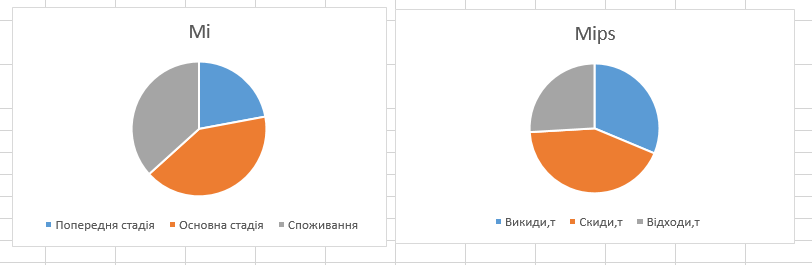 Mi
Попередня стадія Основна стадія Споживання
Mips
Викиди,т Скиди,т Відходи,т